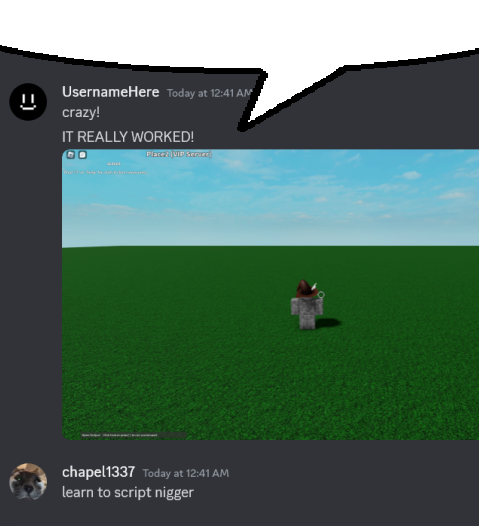 UsernameHere Today at 12:41 AM
crazy!
IT REALLY WORKED!
Place1 [VIP Server]
chapel1337 Today at 12:41 AM
learn to script nigger